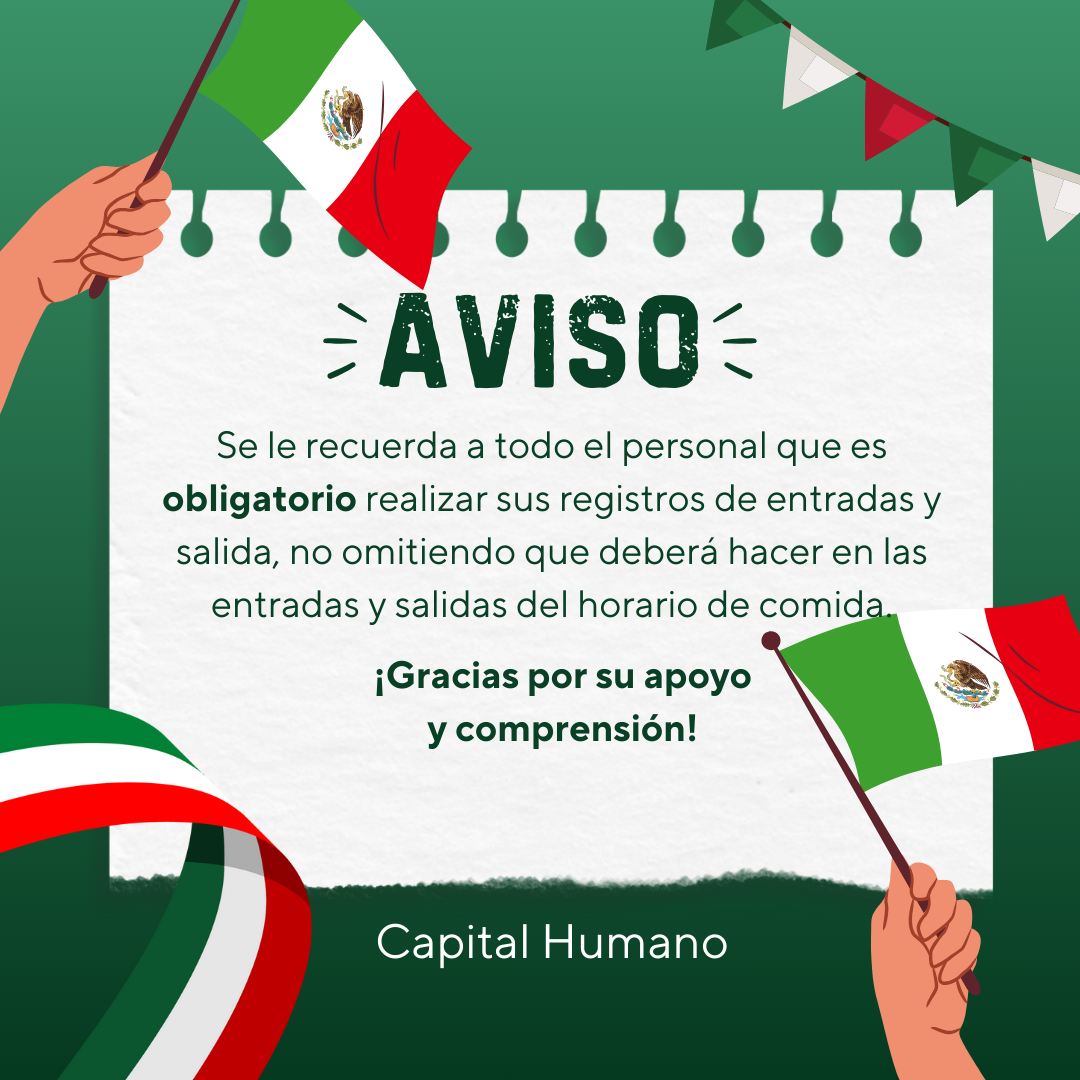 AVISO
Se le recuerda a todo el personal que es
obligatorio realizar sus registros de entradas y
salida, no omitiendo que deberá hacer en las
entradas y salidas del horario de comida.
¡Gracias por su apoyo
y comprensión!
Capital Humano